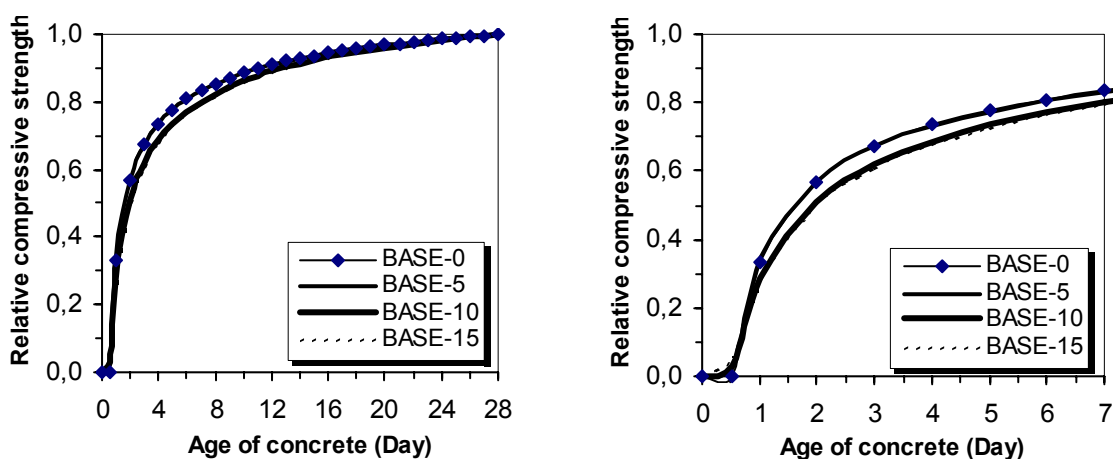 Relative compressive strength
1,0
0,8
0,6
0,4
0,2
0,0
BASE-0
BASE-5
BASE-10
BASE-15
0 4 8 12 16 20 24 28
Age of concrete (Day)
Relative compressive strength
1,0
0,8
0,6
0,4
0,2
0,0
BASE-0
BASE-5
BASE-10
BASE-15
0 1 2 3 4 5 6 7
Age of concrete (Day)